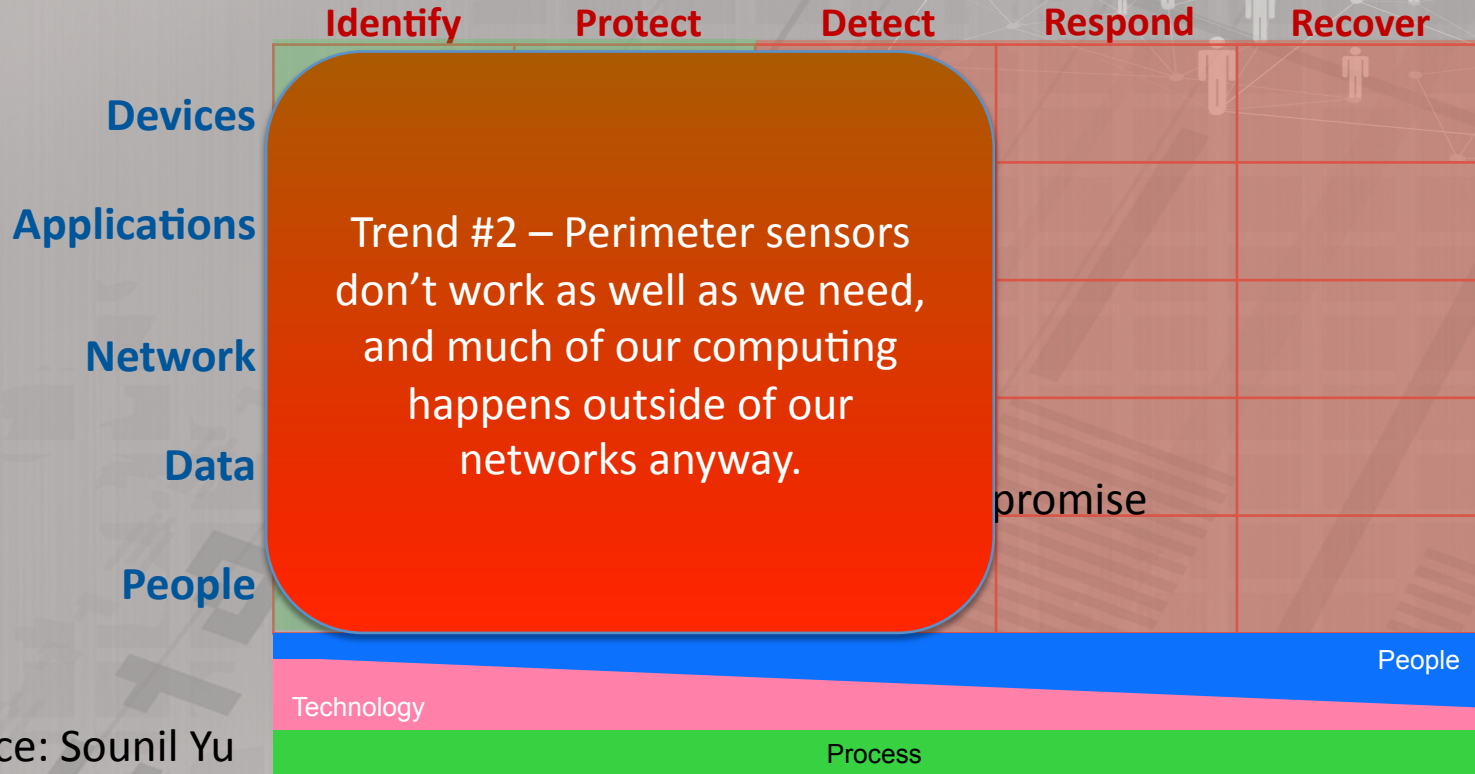 Identify Protect Detect Respond Recover
Devices
Applications
Network
Data
People
Trend #2 – Perimeter sensors
don’t work as well as we need,
and much of our computing
happens outside of our
networks anyway.
promise
People
Technology
Process
ce: Sounil Yu